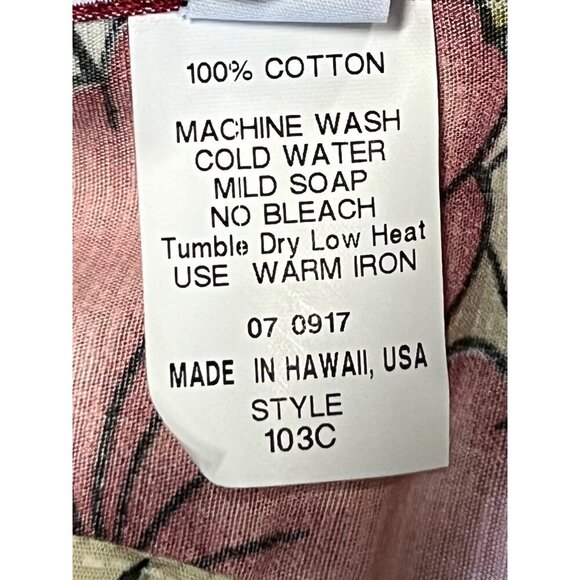 100% COTTON
MACHINE WASH
COLD WATER
MILD SOAP
NO BLEACH
Tumble Dry Low Heat
USE WARM IRON
07 0917
MADE IN HAWAII, USA
STYLE
103C